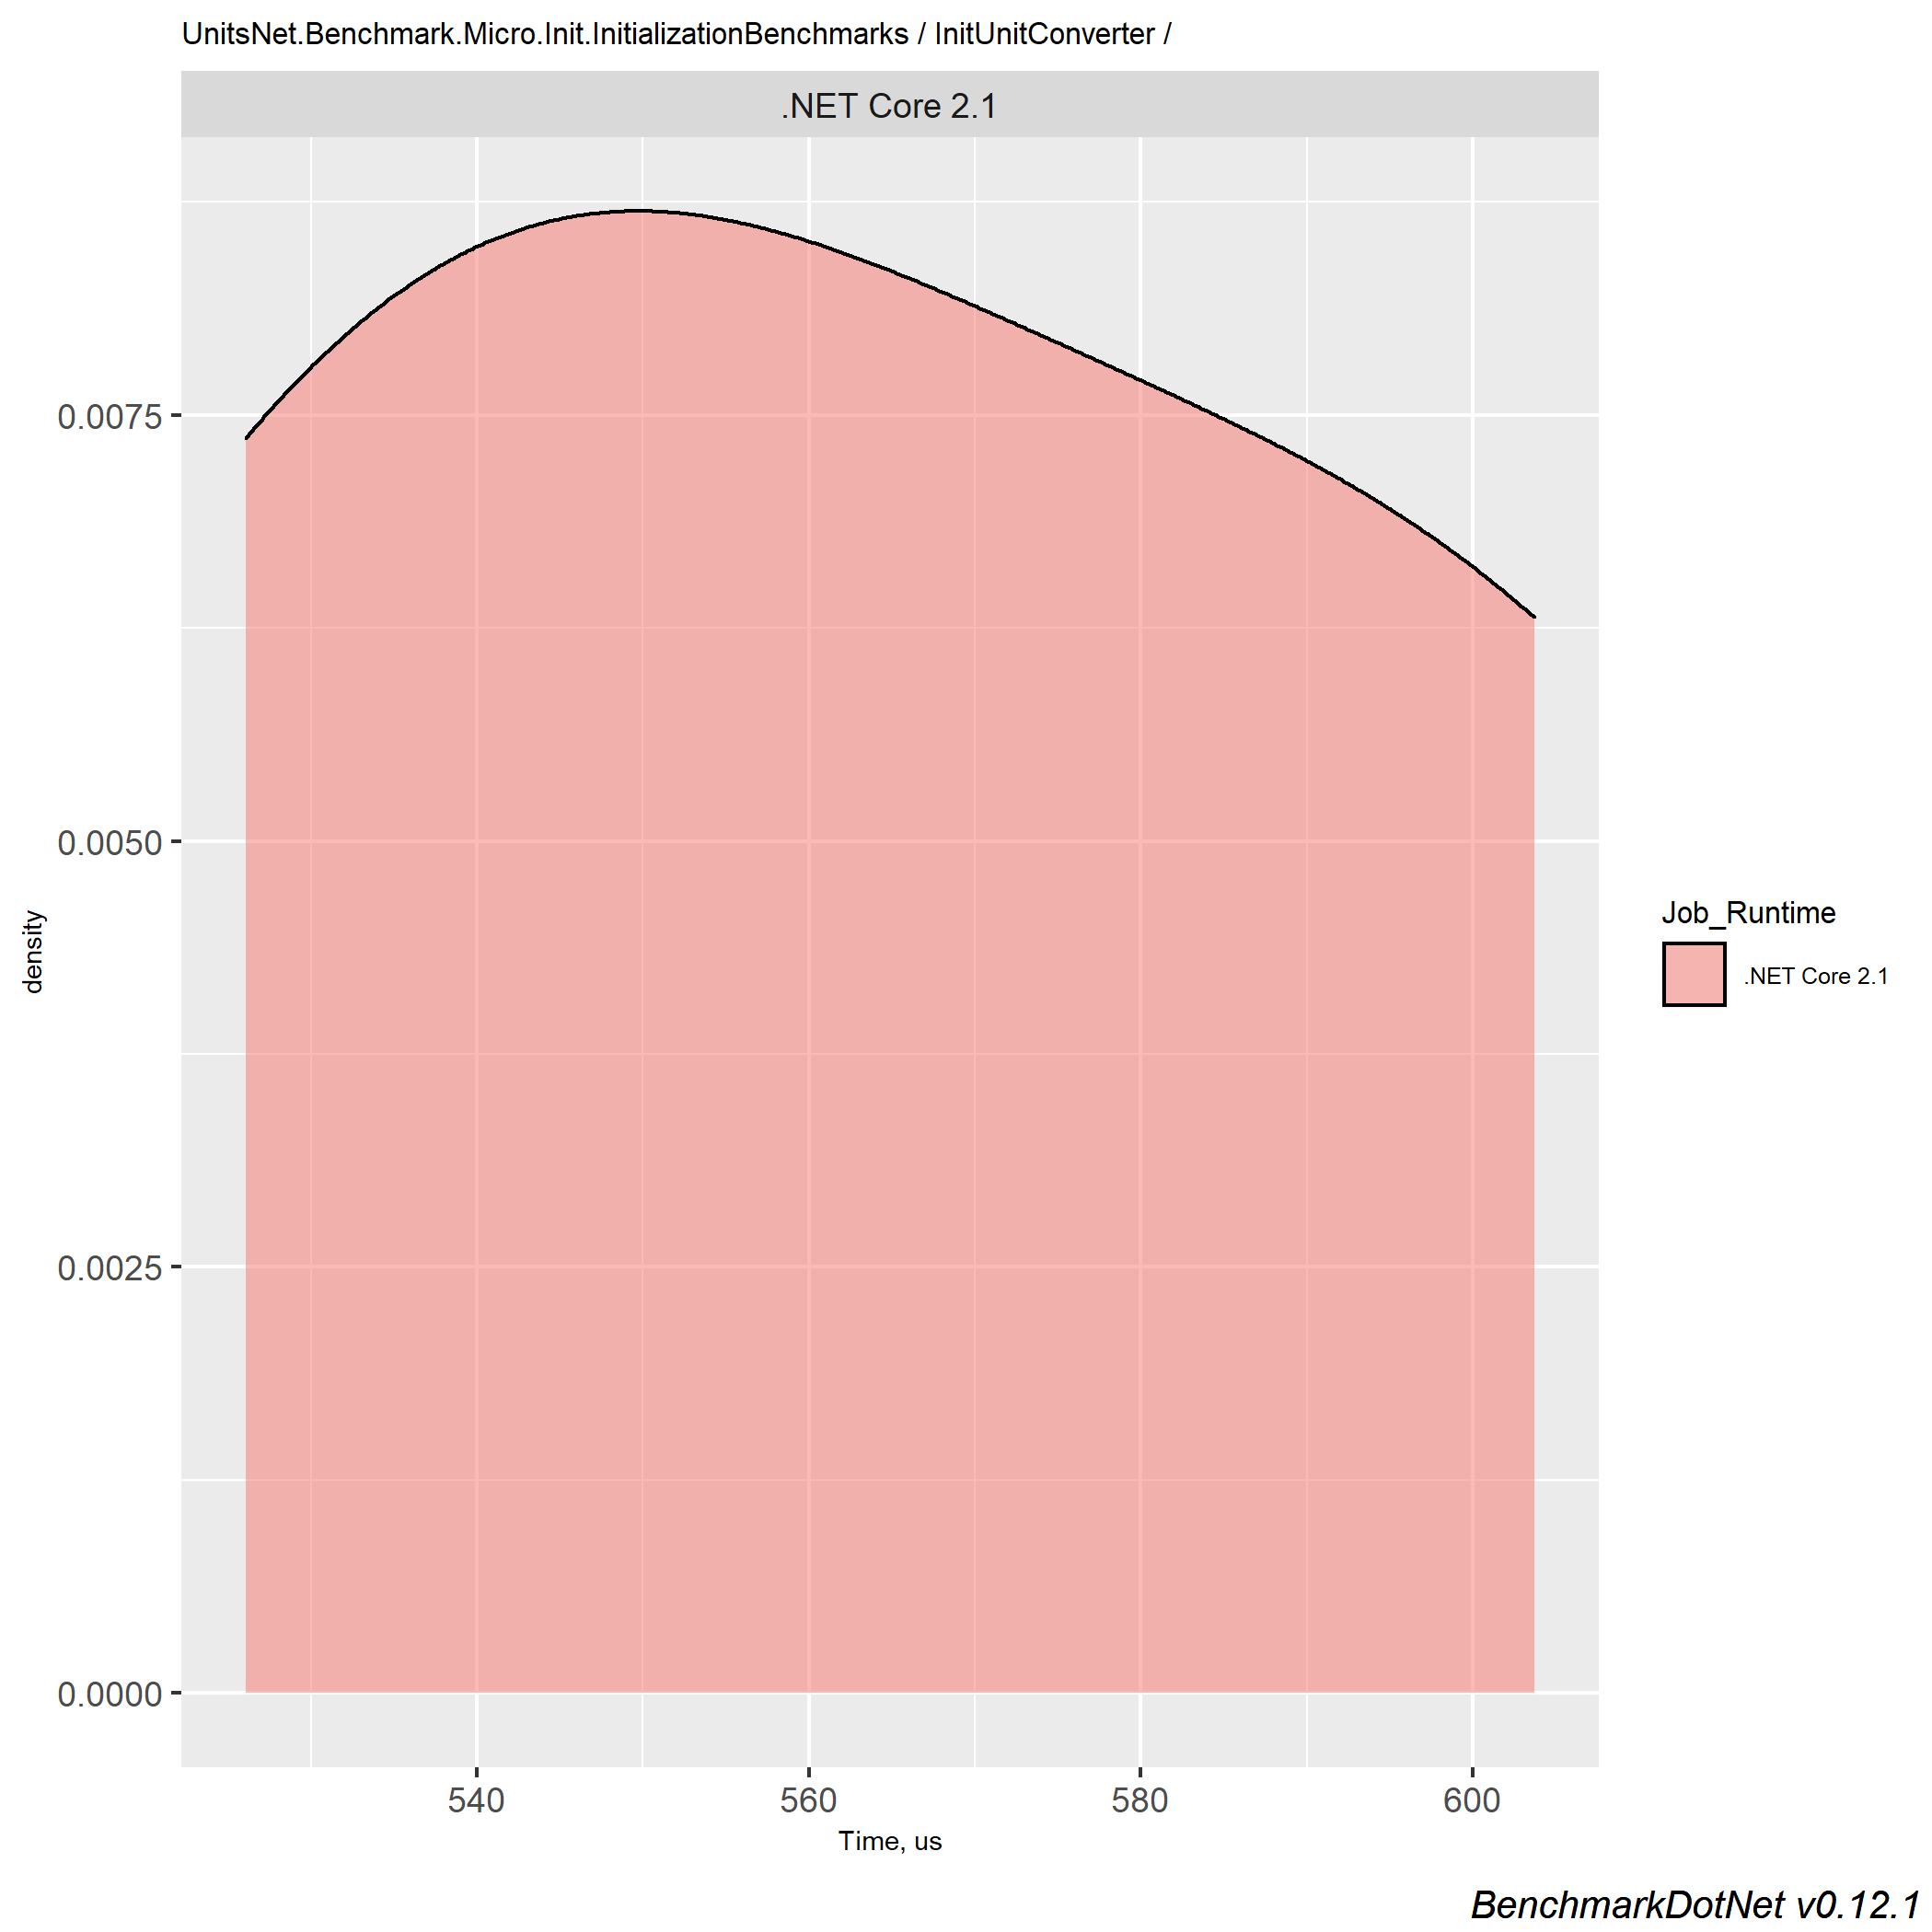 UnitsNet.Benchmark.Micro.Init.InitializationBenchmarks / InitUnitConverter /
.NET Core 2.1
0.0075
0.0050
0.0025
0.0000
density
540 560 580 600
Time, us
Job_Runtime
.NET Core 2.1
BenchmarkDotNet v0.12.1